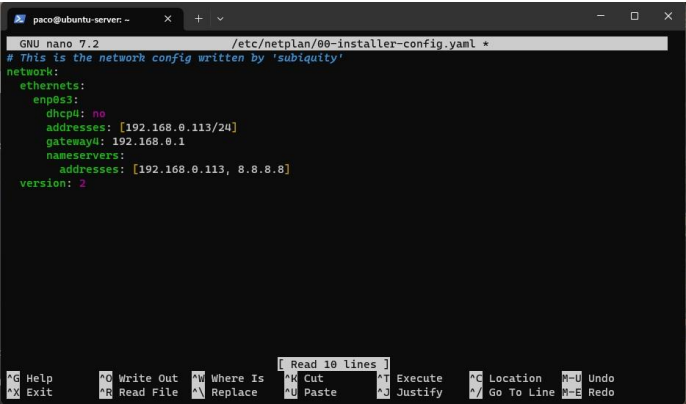 paco@ubuntu-server: ~
GNU nano 7.2 /etc/netplan/00-installer-config.yaml *
# This is the network config written by 'subiquity'
network:
  ethernets:
    enp0s3:
      dhcp4: no
      addresses: [192.168.0.113/24]
      gateway4: 192.168.0.1
      nameservers:
        addresses: [192.168.0.113, 8.8.8.8]
  version: 2
[ Read 10 lines ]
^G Help ^O Write Out ^W Where Is ^K Cut ^T Execute ^C Location M-U Undo
^X Exit ^R Read File ^\ Replace ^U Paste ^J Justify ^/ Go To Line M-E Redo